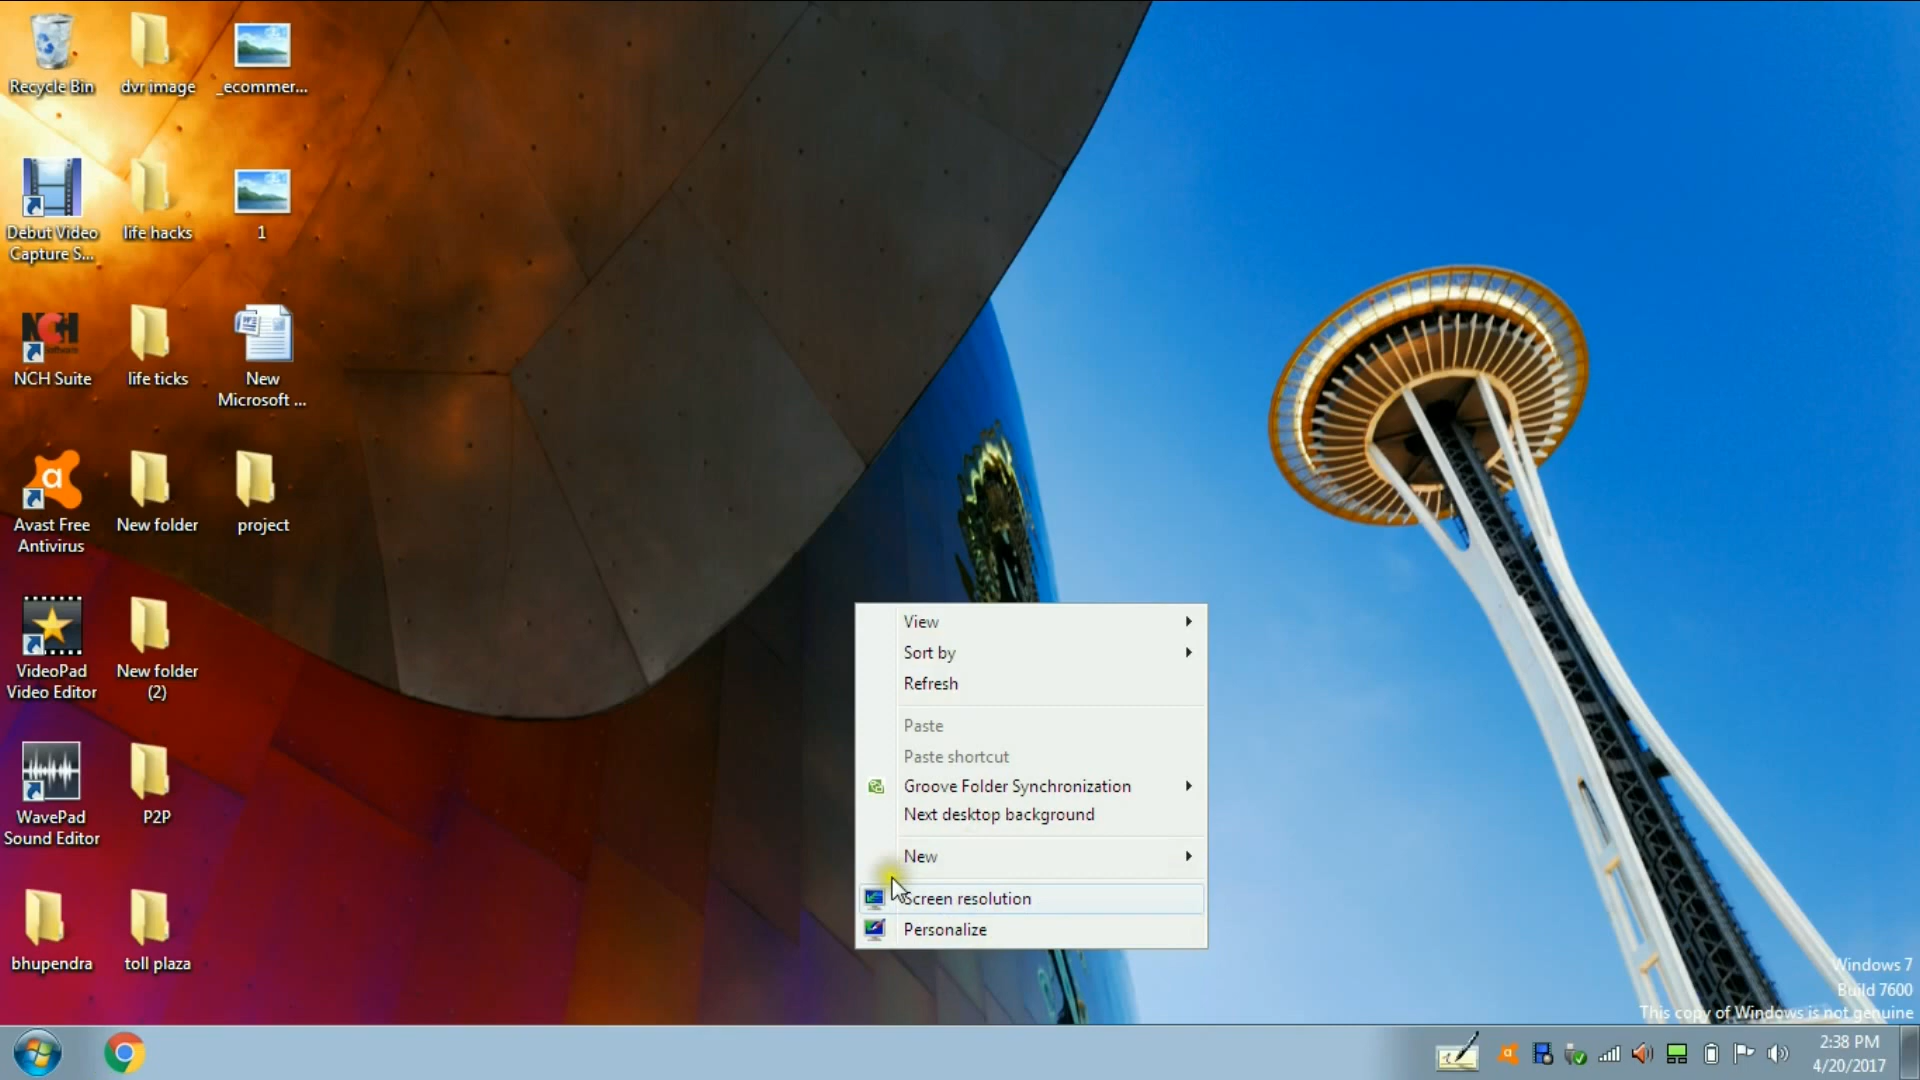 Recycle Bin
dvr image
_ecommer...
Debut Video
Capture S...
life hacks
1
NCH Suite
life ticks
New
Microsoft ...
Avast Free
Antivirus
New folder
project
VideoPad
Video Editor
New folder
(2)
WavePad
Sound Editor
P2P
bhupendra
toll plaza
View
Sort by
Refresh
Paste
Paste shortcut
Groove Folder Synchronization
Next desktop background
New
Screen resolution
Personalize
Windows 7
Build 7600
This copy of Windows is not genuine
2:38 PM
4/20/2017